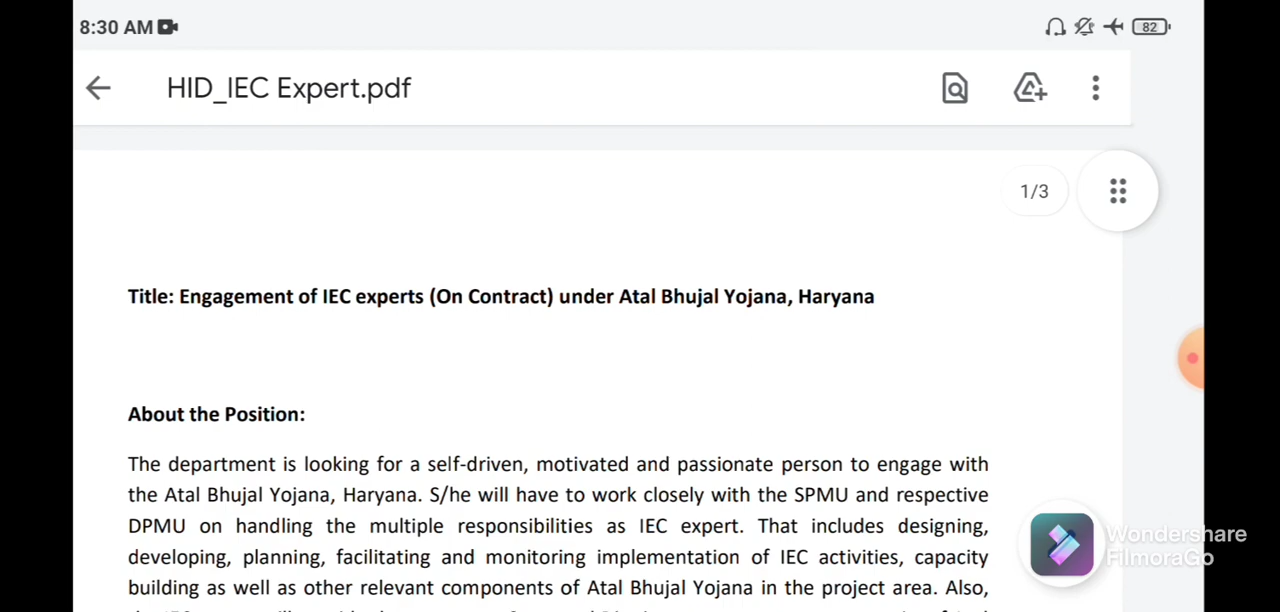 8:30 AM
82
HID_IEC Expert.pdf
1/3
Title: Engagement of IEC experts (On Contract) under Atal Bhujal Yojana, Haryana
About the Position:
The department is looking for a self-driven, motivated and passionate person to engage with
the Atal Bhujal Yojana, Haryana. S/he will have to work closely with the SPMU and respective
DPMU on handling the multiple responsibilities as IEC expert. That includes designing,
developing, planning, facilitating and monitoring implementation of IEC activities, capacity
building as well as other relevant components of Atal Bhujal Yojana in the project area. Also,
Wondershare
FilmoraGo